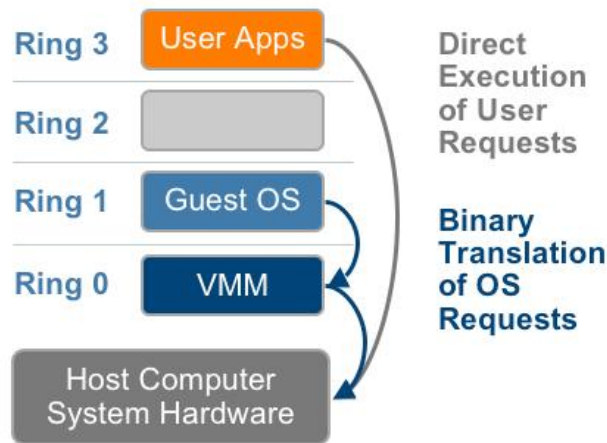 Ring 3
User Apps
Direct
Execution
of User
Requests
Ring 2
Ring 1
Guest OS
Binary
Translation
of OS
Requests
Ring 0
VMM
Host Computer
System Hardware